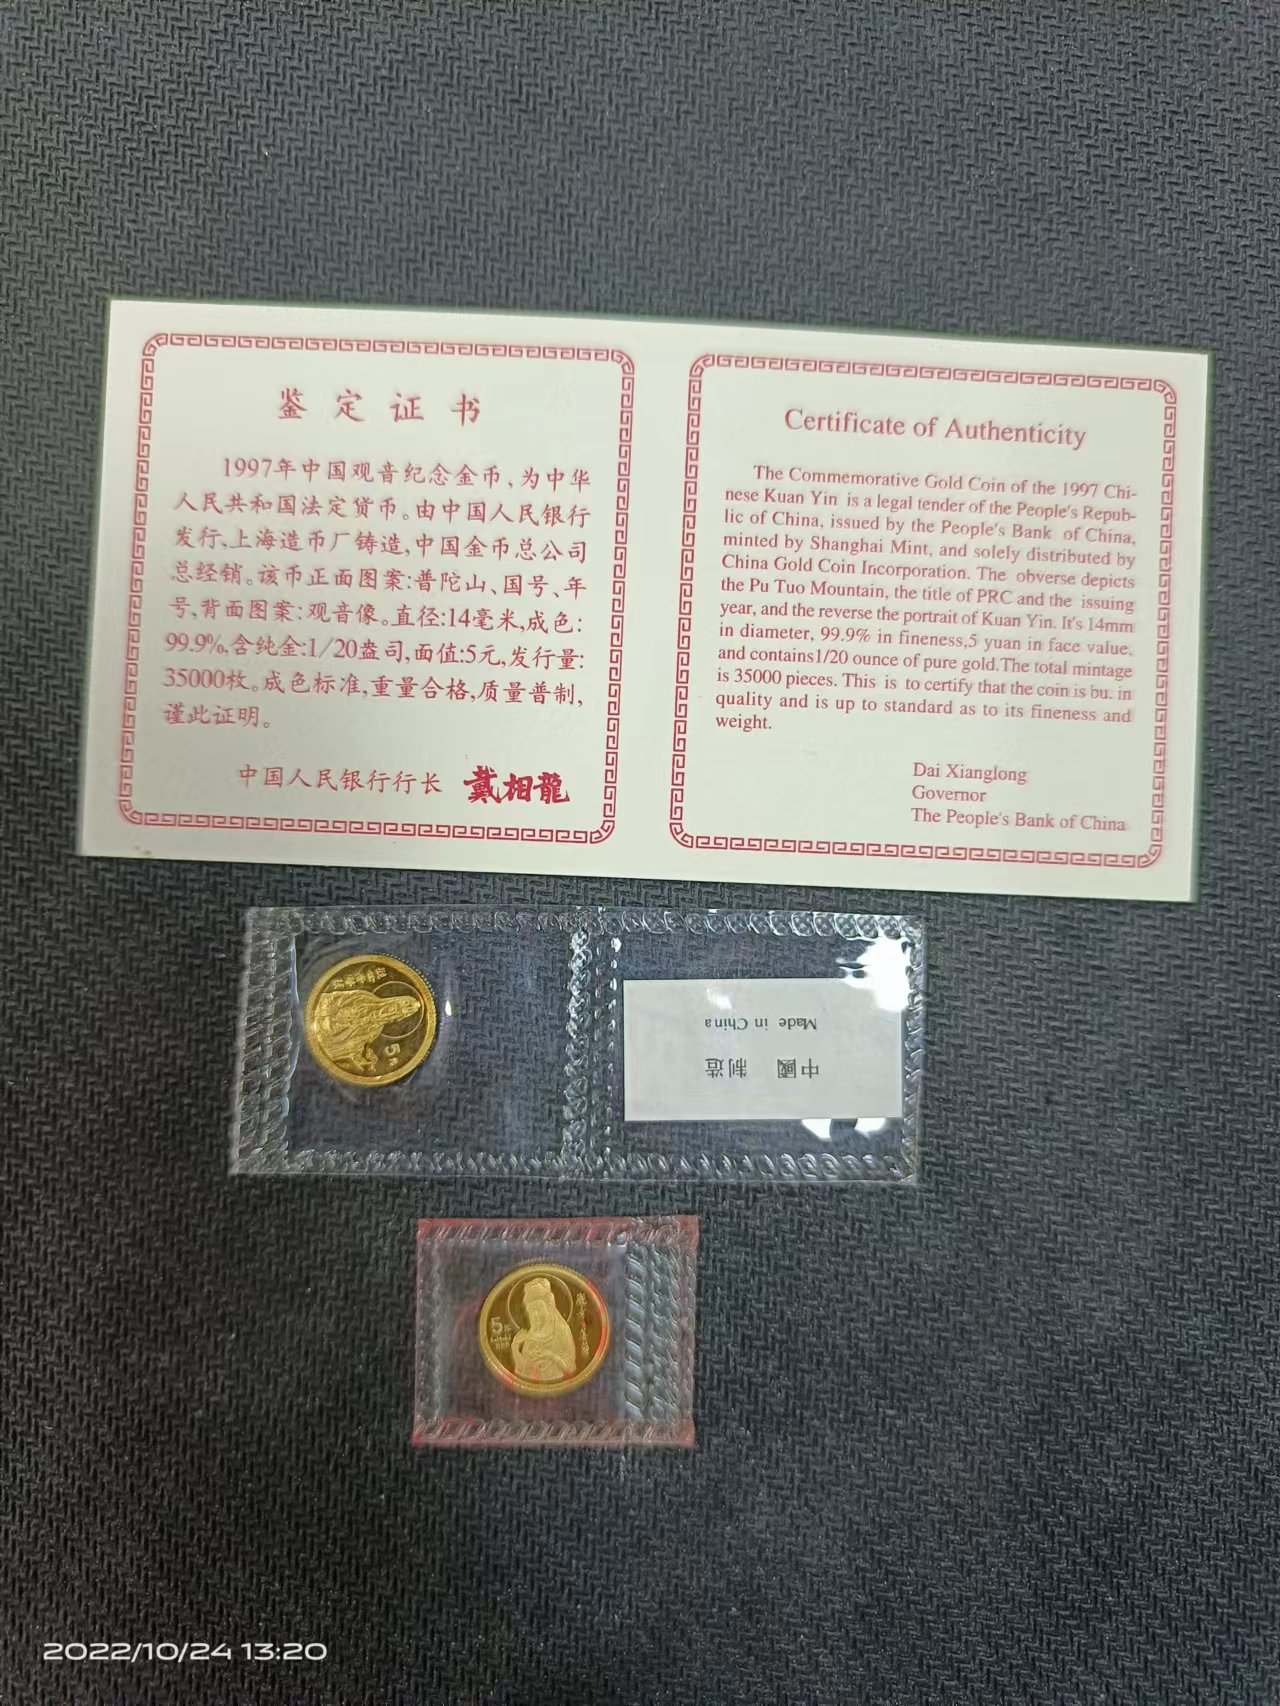 鉴定证书
1997年中国观音纪念金币,为中华
人民共和国法定货币。由中国人民银行
发行,上海造币厂铸造,中国金币总公司
总经销。该币正面图案:普陀山、国号、年
号,背面图案:观音像。直径:14毫米,成色:
99.9%,含纯金:1/20盎司,面值:5元,发行量:
35000枚。成色标准,重量合格,质量普制,
谨此证明。
中国人民银行行长 戴相龍
Certificate of Authenticity
The Commemorative Gold Coin of the 1997 Chi-
nese Kuan Yin is a legal tender of the People's Repub-
lic of China, issued by the People's Bank of China,
minted by Shanghai Mint, and solely distributed by
China Gold Coin Incorporation. The obverse depicts
the Pu Tuo Mountain, the title of PRC and the issuing
year, and the reverse the portrait of Kuan Yin. It's 14mm
in diameter, 99.9% in fineness,5 yuan in face value,
and contains1/20 ounce of pure gold.The total mintage
is 35000 pieces. This is to certify that the coin is bu. in
quality and is up to standard as to its fineness and
weight.
Dai Xianglong
Governor
The People's Bank of China
5元
中國 制造
Made in China
5元
2022/10/24 13:20